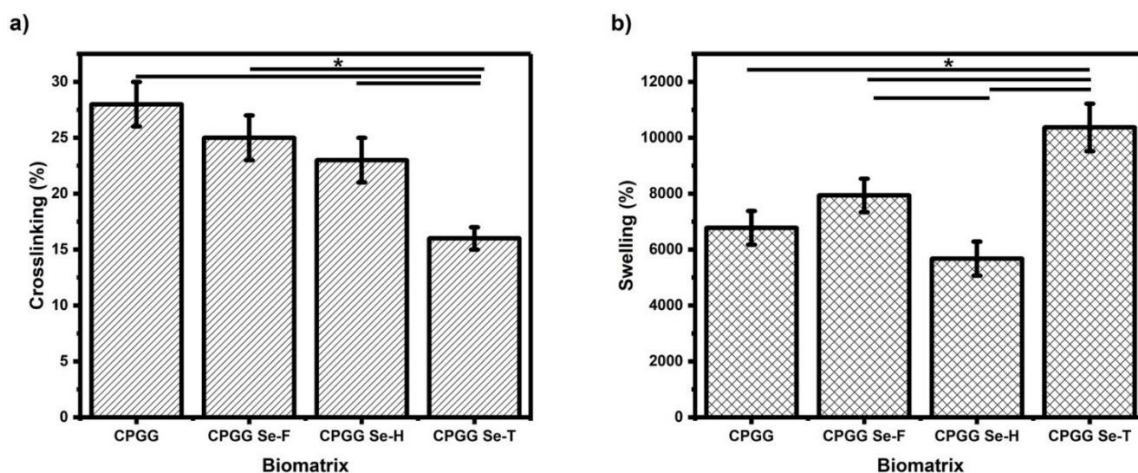 a)
*
Crosslinking (%)
30
25
20
15
10
5
0
CPGG CPGG Se-F CPGG Se-H CPGG Se-T
Biomatrix
b)
*
Swelling (%)
12000
10000
8000
6000
4000
2000
0
CPGG CPGG Se-F CPGG Se-H CPGG Se-T
Biomatrix